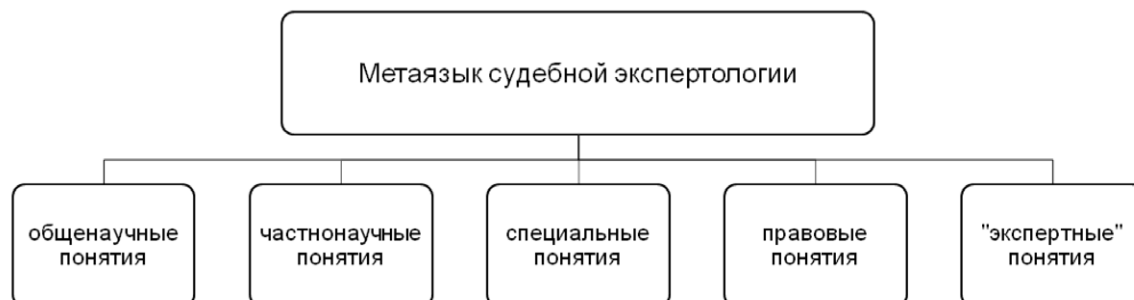 Метаязык судебной экспертологии
общенаучные
понятия
частнонаучные
понятия
специальные
понятия
правовые
понятия
"экспертные"
понятия